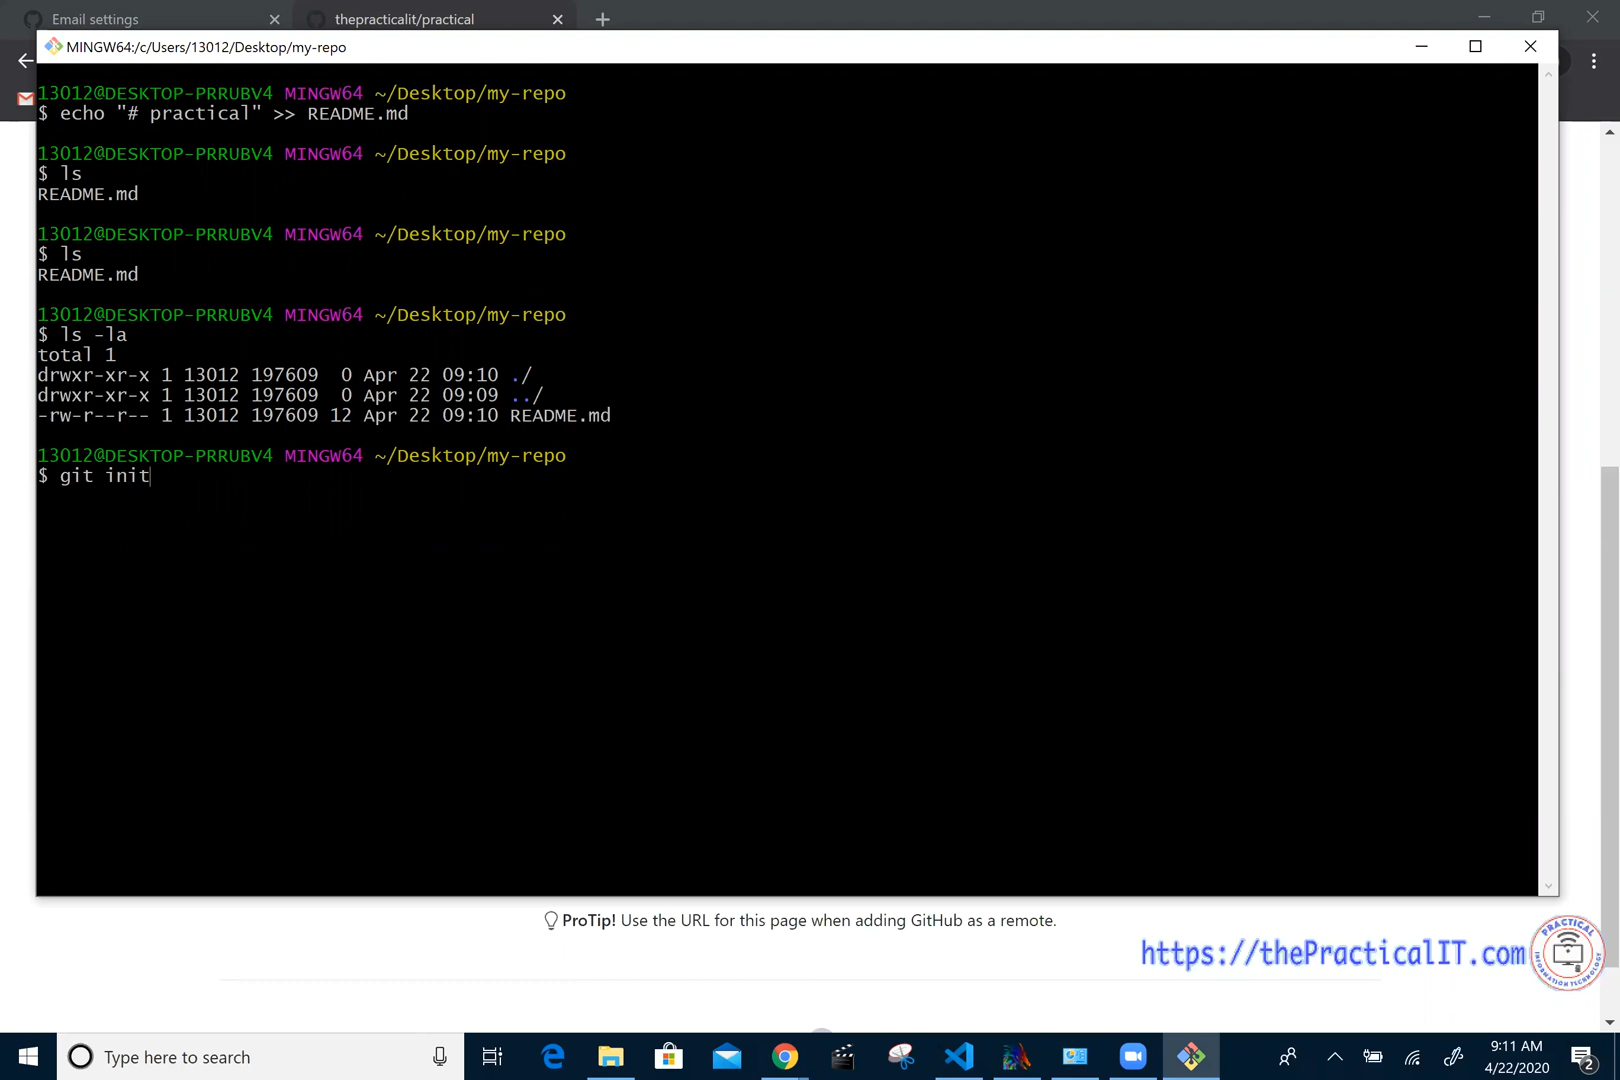 Email settings
thepracticalit/practical
MINGW64:/c/Users/13012/Desktop/my-repo
13012@DESKTOP-PRRUBV4 MINGW64 ~/Desktop/my-repo
$ echo "# practical" >> README.md
13012@DESKTOP-PRRUBV4 MINGW64 ~/Desktop/my-repo
$ ls
README.md
13012@DESKTOP-PRRUBV4 MINGW64 ~/Desktop/my-repo
$ ls
README.md
13012@DESKTOP-PRRUBV4 MINGW64 ~/Desktop/my-repo
$ ls -la
total 1
drwxr-xr-x 1 13012 197609  0 Apr 22 09:10 ./
drwxr-xr-x 1 13012 197609  0 Apr 22 09:09 ../
-rw-r--r-- 1 13012 197609 12 Apr 22 09:10 README.md
13012@DESKTOP-PRRUBV4 MINGW64 ~/Desktop/my-repo
$ git init
ProTip! Use the URL for this page when adding GitHub as a remote.
https://thePracticalIT.com
PRACTICAL
INFORMATION TECHNOLOGY
Type here to search
9:11 AM
4/22/2020
2